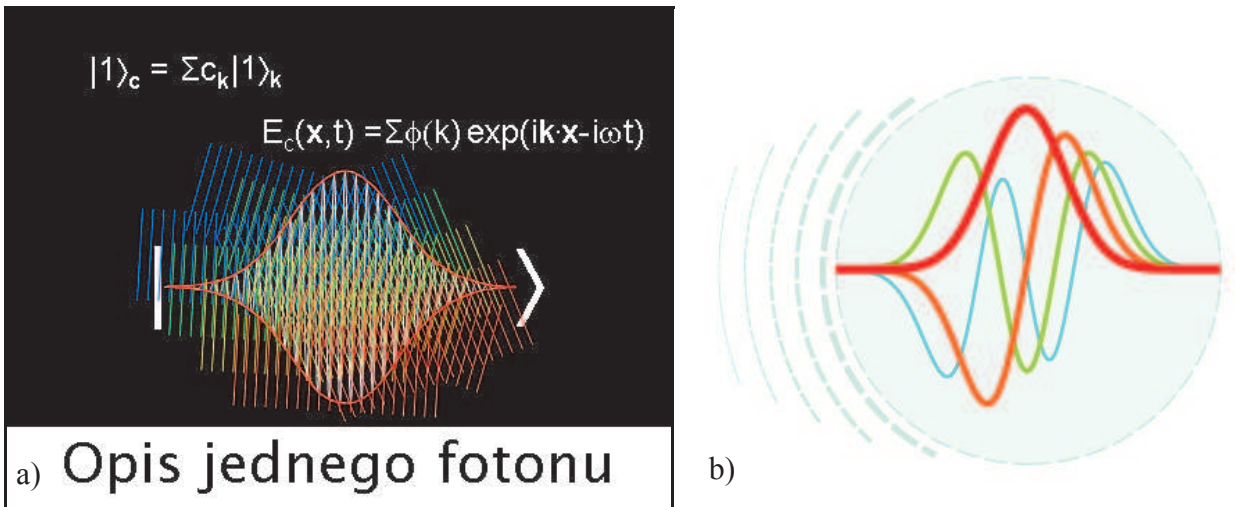 |1⟩c = Σck|1⟩k
Ec(x,t) =Σϕ(k) exp(ik·x-iωt)
a) Opis jednego fotonu
b)